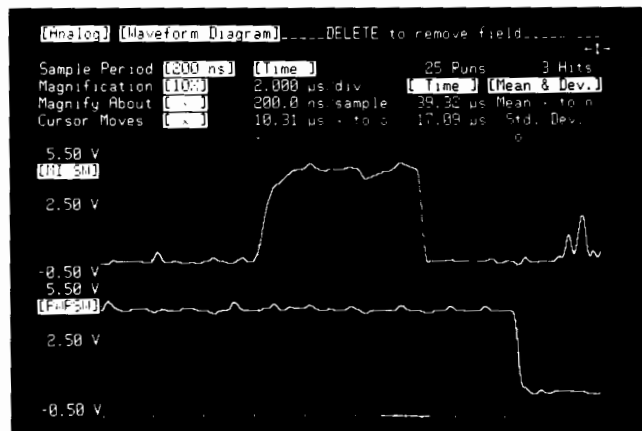 [Analog] [Waveform Diagram] DELETE to remove field
Sample Period [200 ns] [Time ] 25 Runs 3 Hits
Magnification [10X] 2.000 µs/div [ Time ] [Mean & Dev.]
Magnify About [ x ] 200.0 ns/sample 39.32 µs Mean x to o
Cursor Moves [ x ] 10.31 µs x to o 17.09 µs Std. Dev.
o
5.50 V
2.50 V
-0.50 V
5.50 V
2.50 V
-0.50 V